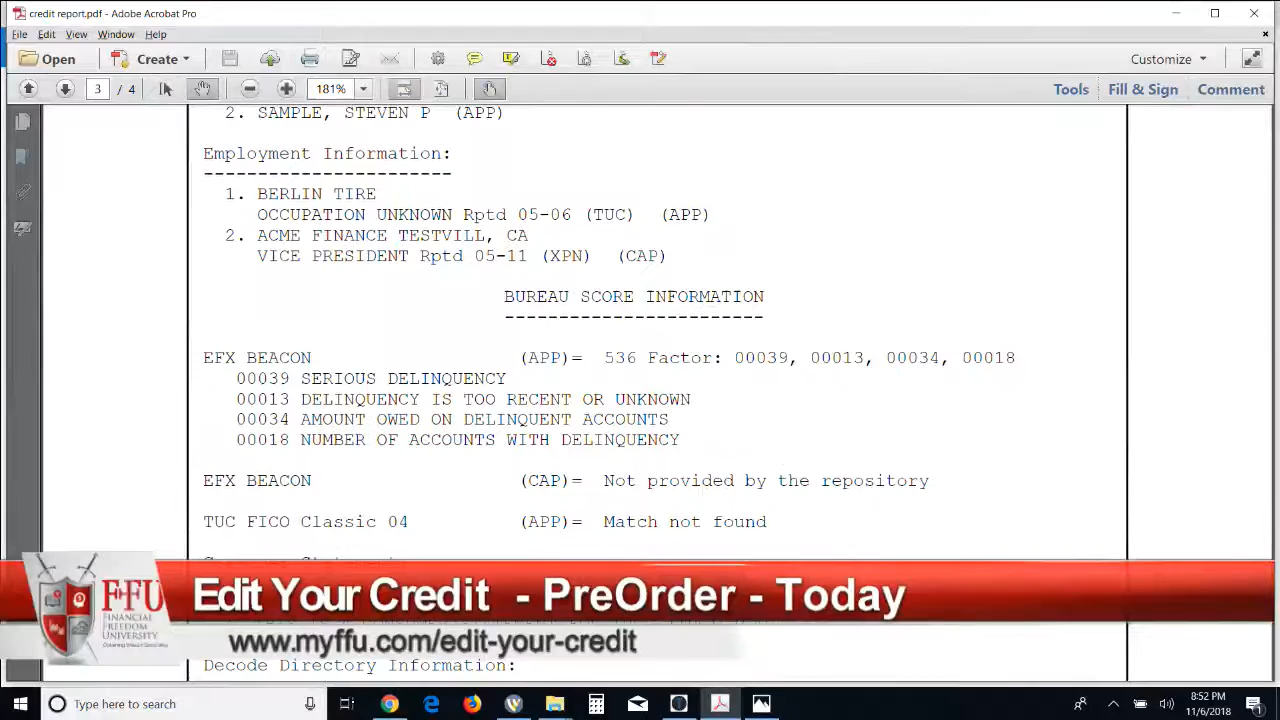 credit report.pdf - Adobe Acrobat Pro
File Edit View Window Help
Open Create Customize
3 / 4 181% Tools Fill & Sign Comment
2. SAMPLE, STEVEN P (APP)
Employment Information:
-----------------------
1. BERLIN TIRE
OCCUPATION UNKNOWN Rptd 05-06 (TUC) (APP)
2. ACME FINANCE TESTVILL, CA
VICE PRESIDENT Rptd 05-11 (XPN) (CAP)
BUREAU SCORE INFORMATION
------------------------
EFX BEACON (APP)= 536 Factor: 00039, 00013, 00034, 00018
00039 SERIOUS DELINQUENCY
00013 DELINQUENCY IS TOO RECENT OR UNKNOWN
00034 AMOUNT OWED ON DELINQUENT ACCOUNTS
00018 NUMBER OF ACCOUNTS WITH DELINQUENCY
EFX BEACON (CAP)= Not provided by the repository
TUC FICO Classic 04 (APP)= Match not found
FFU
FINANCIAL
FREEDOM
UNIVERSITY
Edit Your Credit - PreOrder - Today
www.myffu.com/edit-your-credit
Decode Directory Information:
Type here to search
8:52 PM
11/6/2018